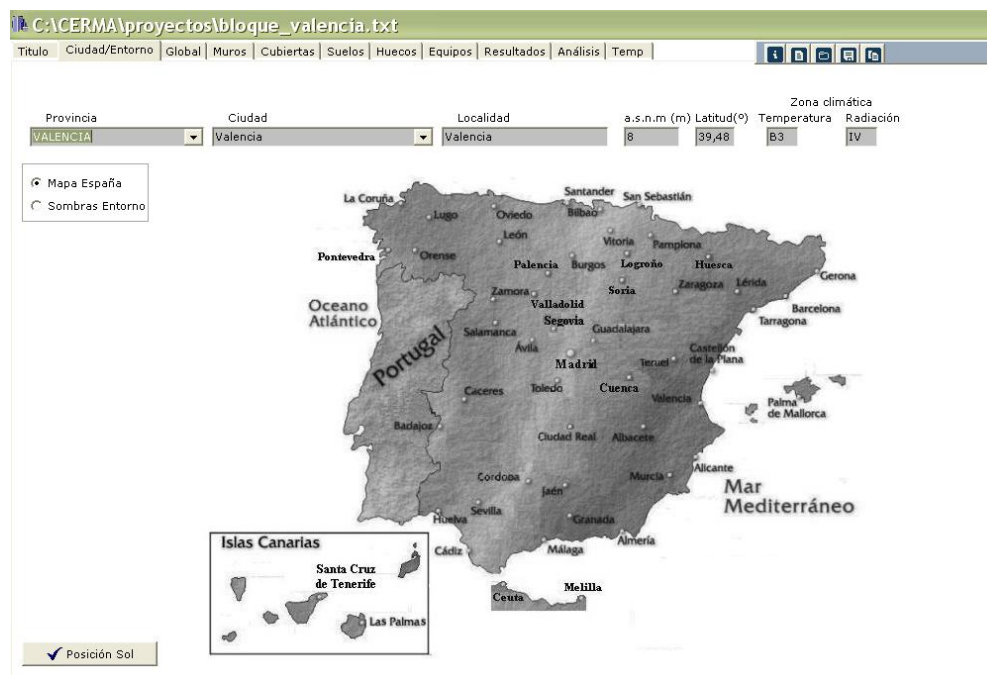 C:\CERMA\proyectos\bloque_valencia.txt
Titulo Ciudad/Entorno Global Muros Cubiertas Suelos Huecos Equipos Resultados Análisis Temp
Zona climática
Provincia Ciudad Localidad a.s.n.m (m) Latitud(º) Temperatura Radiación
VALENCIA Valencia Valencia 8 39,48 B3 IV
Mapa España
Sombras Entorno
La Coruña
Lugo
Oviedo
Santander
Bilbao
San Sebastián
León
Vitoria
Pamplona
Pontevedra
Orense
Palencia
Burgos
Logroño
Huesca
Gerona
Zamora
Valladolid
Soria
Zaragoza
Lérida
Barcelona
Tarragona
Oceano
Atlántico
Salamanca
Segovia
Guadalajara
Portugal
Ávila
Madrid
Teruel
Castellón
de la Plana
Caceres
Toledo
Cuenca
Valencia
Palma
de Mallorca
Badajoz
Ciudad Real
Albacete
Cordoba
Jaén
Murcia
Alicante
Mar
Mediterráneo
Huelva
Sevilla
Granada
Cádiz
Málaga
Almería
Islas Canarias
Santa Cruz
de Tenerife
Las Palmas
Ceuta
Melilla
Posición Sol